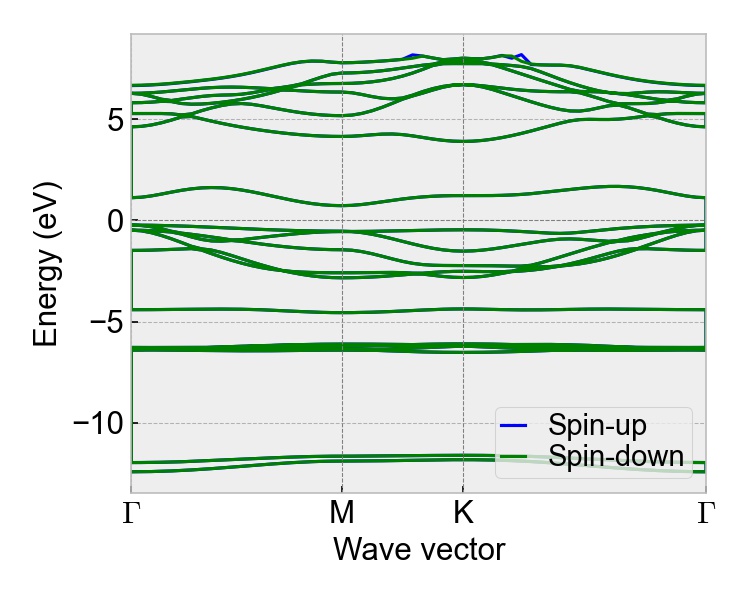 Energy (eV)
5
0
−5
−10
Spin-up
Spin-down
Γ M K Γ
Wave vector